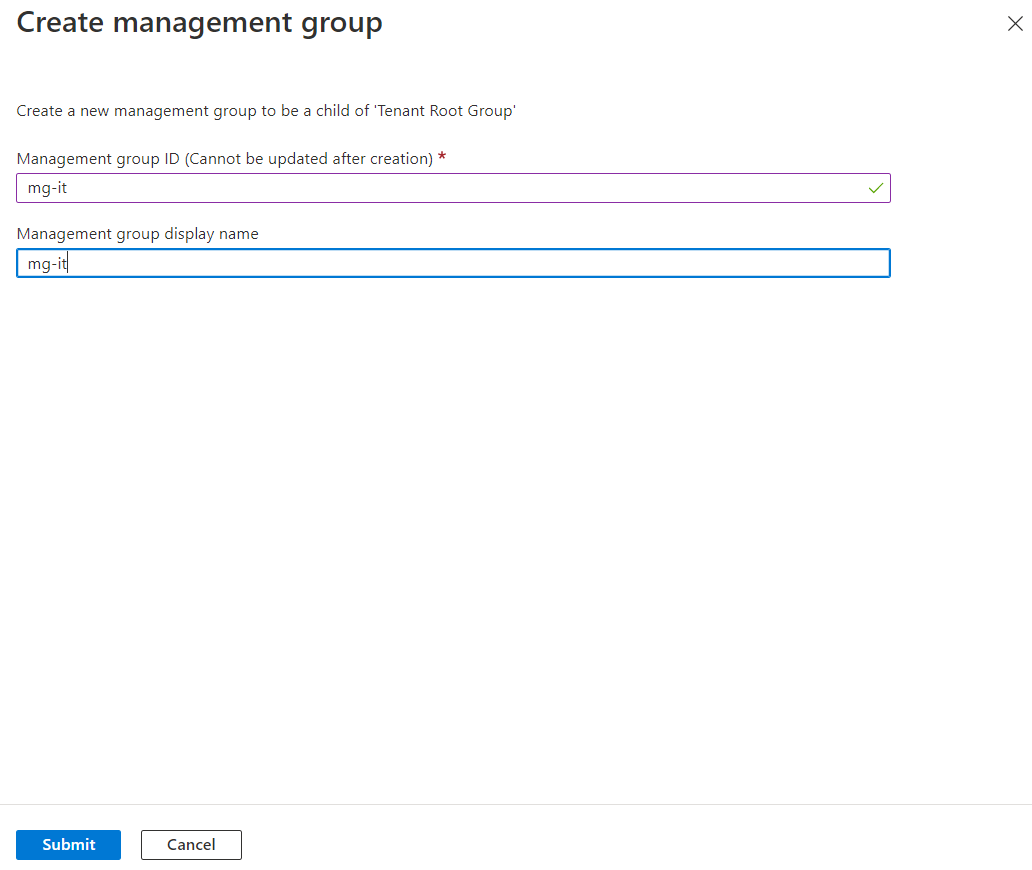 Create management group
Create a new management group to be a child of 'Tenant Root Group'
Management group ID (Cannot be updated after creation) *
mg-it
Management group display name
mg-it
Submit
Cancel